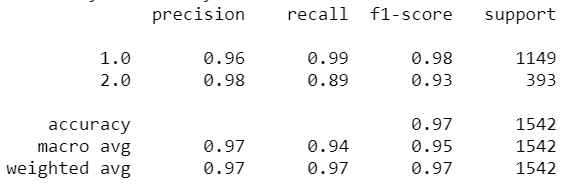 precision recall f1-score support
1.0 0.96 0.99 0.98 1149
2.0 0.98 0.89 0.93 393
accuracy 0.97 1542
macro avg 0.97 0.94 0.95 1542
weighted avg 0.97 0.97 0.97 1542